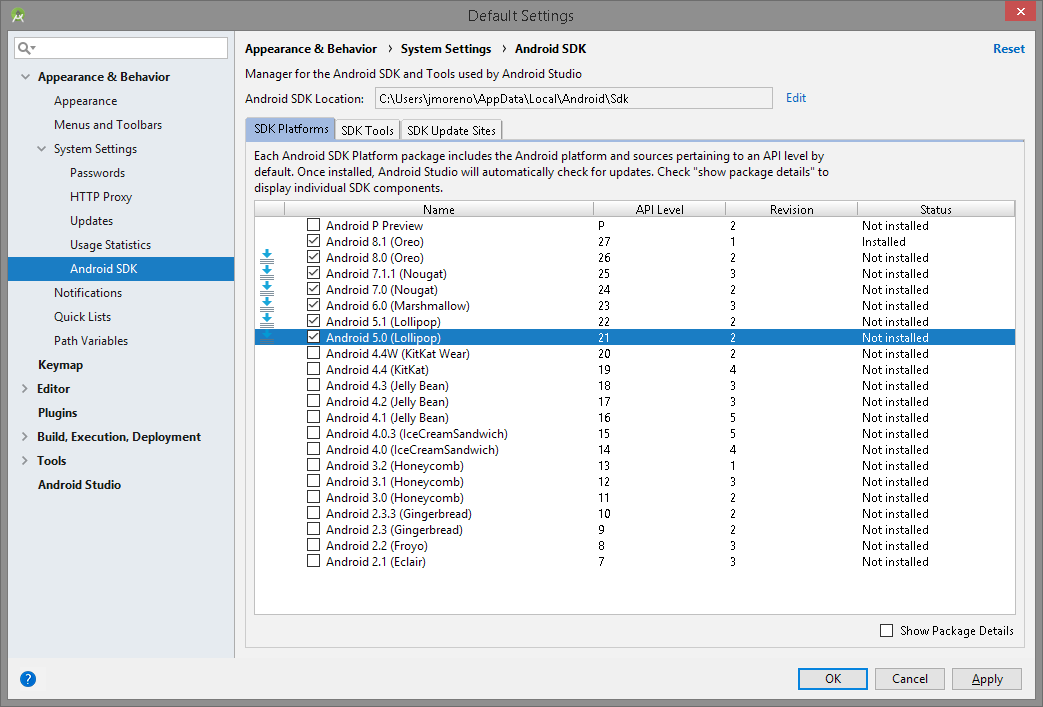 Default Settings
Appearance & Behavior
Appearance
Menus and Toolbars
System Settings
Passwords
HTTP Proxy
Updates
Usage Statistics
Android SDK
Notifications
Quick Lists
Path Variables
Keymap
Editor
Plugins
Build, Execution, Deployment
Tools
Android Studio
Appearance & Behavior › System Settings › Android SDK
Reset
Manager for the Android SDK and Tools used by Android Studio
Android SDK Location: C:\Users\jmoreno\AppData\Local\Android\Sdk Edit
SDK Platforms SDK Tools SDK Update Sites
Each Android SDK Platform package includes the Android platform and sources pertaining to an API level by
default. Once installed, Android Studio will automatically check for updates. Check "show package details" to
display individual SDK components.
Name API Level Revision Status
Android P Preview P 2 Not installed
Android 8.1 (Oreo) 27 1 Installed
Android 8.0 (Oreo) 26 2 Not installed
Android 7.1.1 (Nougat) 25 3 Not installed
Android 7.0 (Nougat) 24 2 Not installed
Android 6.0 (Marshmallow) 23 3 Not installed
Android 5.1 (Lollipop) 22 2 Not installed
Android 5.0 (Lollipop) 21 2 Not installed
Android 4.4W (KitKat Wear) 20 2 Not installed
Android 4.4 (KitKat) 19 4 Not installed
Android 4.3 (Jelly Bean) 18 3 Not installed
Android 4.2 (Jelly Bean) 17 3 Not installed
Android 4.1 (Jelly Bean) 16 5 Not installed
Android 4.0.3 (IceCreamSandwich) 15 5 Not installed
Android 4.0 (IceCreamSandwich) 14 4 Not installed
Android 3.2 (Honeycomb) 13 1 Not installed
Android 3.1 (Honeycomb) 12 3 Not installed
Android 3.0 (Honeycomb) 11 2 Not installed
Android 2.3.3 (Gingerbread) 10 2 Not installed
Android 2.3 (Gingerbread) 9 2 Not installed
Android 2.2 (Froyo) 8 3 Not installed
Android 2.1 (Eclair) 7 3 Not installed
Show Package Details
? OK Cancel Apply